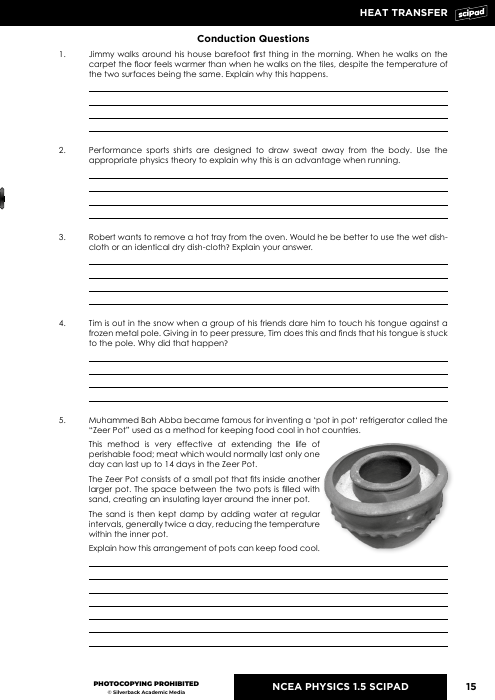 HEAT TRANSFER scipad
Conduction Questions
1. Jimmy walks around his house barefoot first thing in the morning. When he walks on the
carpet the floor feels warmer than when he walks on the tiles, despite the temperature of
the two surfaces being the same. Explain why this happens.
2. Performance sports shirts are designed to draw sweat away from the body. Use the
appropriate physics theory to explain why this is an advantage when running.
3. Robert wants to remove a hot tray from the oven. Would he be better to use the wet dish-
cloth or an identical dry dish-cloth? Explain your answer.
4. Tim is out in the snow when a group of his friends dare him to touch his tongue against a
frozen metal pole. Giving in to peer pressure, Tim does this and finds that his tongue is stuck
to the pole. Why did that happen?
5. Muhammed Bah Abba became famous for inventing a 'pot in pot' refrigerator called the
"Zeer Pot" used as a method for keeping food cool in hot countries.
This method is very effective at extending the life of
perishable food; meat which would normally last only one
day can last up to 14 days in the Zeer Pot.
The Zeer Pot consists of a small pot that fits inside another
larger pot. The space between the two pots is filled with
sand, creating an insulating layer around the inner pot.
The sand is then kept damp by adding water at regular
intervals, generally twice a day, reducing the temperature
within the inner pot.
Explain how this arrangement of pots can keep food cool.
PHOTOCOPYING PROHIBITED
© Silverback Academic Media
NCEA PHYSICS 1.5 SCIPAD
15